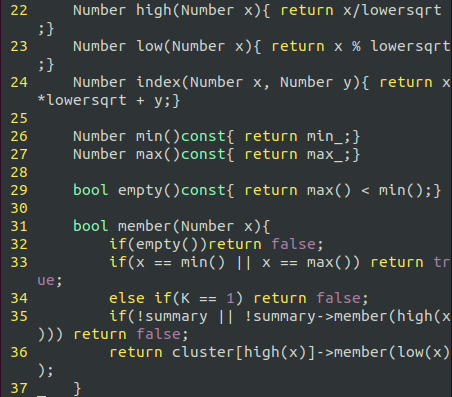 22     Number high(Number x){ return x/lowersqrt
;}
23     Number low(Number x){ return x % lowersqrt
;}
24     Number index(Number x, Number y){ return x
*lowersqrt + y;}
25
26     Number min()const{ return min_;}
27     Number max()const{ return max_;}
28
29     bool empty()const{ return max() < min();}
30
31     bool member(Number x){
32         if(empty())return false;
33         if(x == min() || x == max()) return tr
ue;
34         else if(K == 1) return false;
35         if(!summary || !summary->member(high(x
))) return false;
36         return cluster[high(x)]->member(low(x)
);
37     }